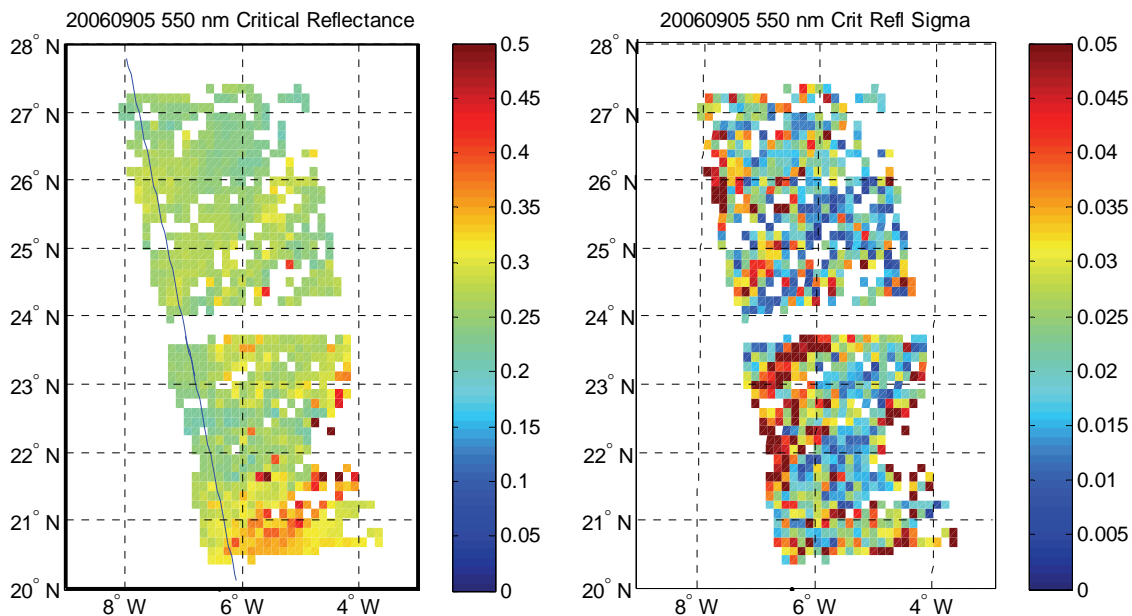 20060905 550 nm Critical Reflectance
28° N
27° N
26° N
25° N
24° N
23° N
22° N
21° N
20° N
8° W
6° W
4° W
0.5
0.45
0.4
0.35
0.3
0.25
0.2
0.15
0.1
0.05
0
20060905 550 nm Crit Refl Sigma
28° N
27° N
26° N
25° N
24° N
23° N
22° N
21° N
20° N
8° W
6° W
4° W
0.05
0.045
0.04
0.035
0.03
0.025
0.02
0.015
0.01
0.005
0